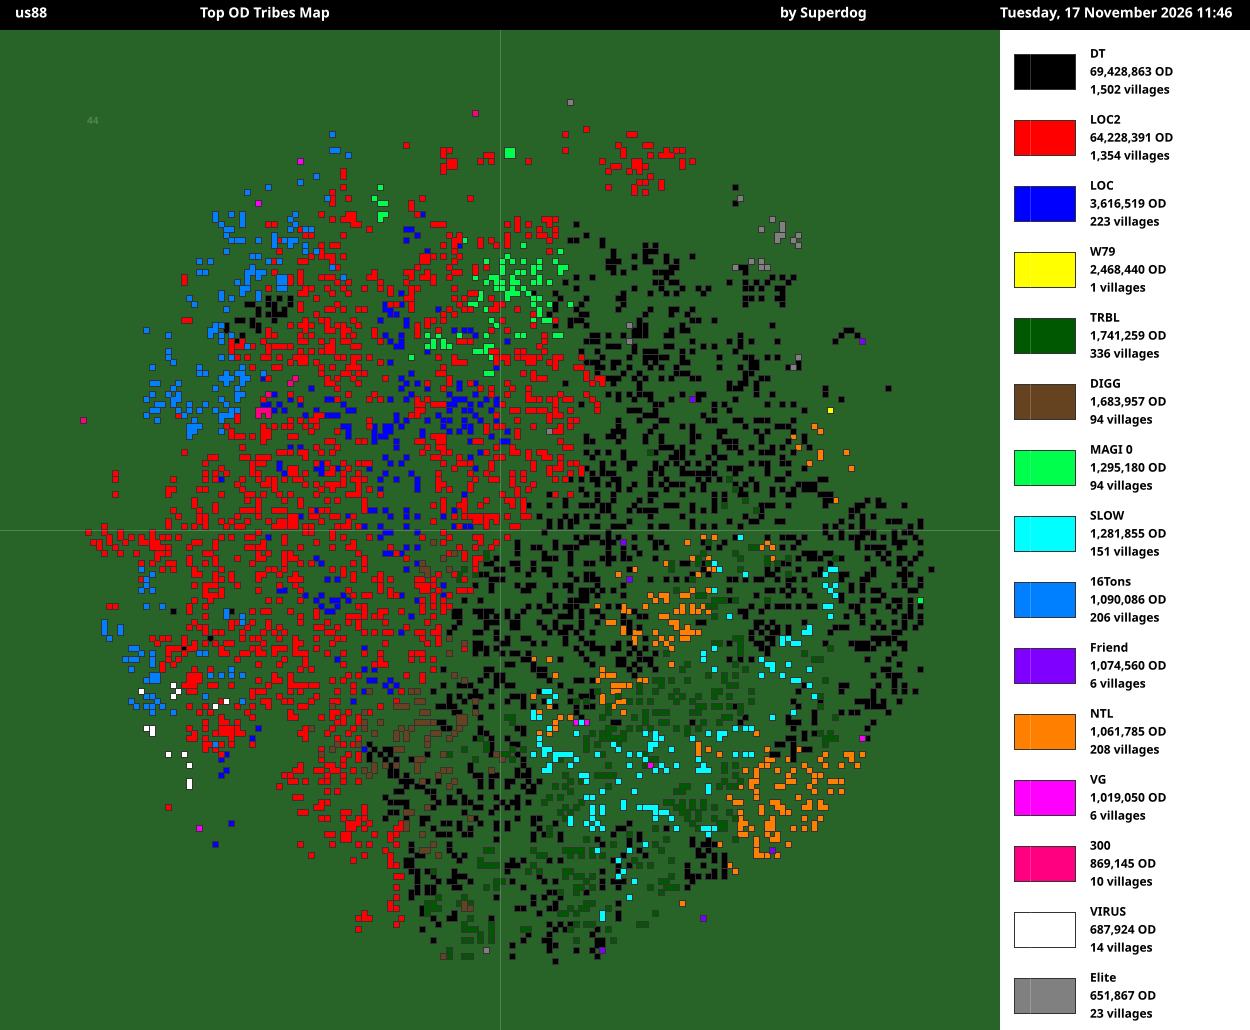 us88 Top OD Tribes Map by Superdog Tuesday, 17 November 2026 11:46
44
DT
69,428,863 OD
1,502 villages
LOC2
64,228,391 OD
1,354 villages
LOC
3,616,519 OD
223 villages
W79
2,468,440 OD
1 villages
TRBL
1,741,259 OD
336 villages
DIGG
1,683,957 OD
94 villages
MAGI 0
1,295,180 OD
94 villages
SLOW
1,281,855 OD
151 villages
16Tons
1,090,086 OD
206 villages
Friend
1,074,560 OD
6 villages
NTL
1,061,785 OD
208 villages
VG
1,019,050 OD
6 villages
300
869,145 OD
10 villages
VIRUS
687,924 OD
14 villages
Elite
651,867 OD
23 villages